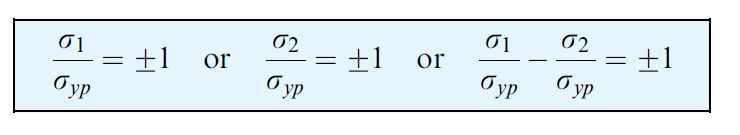 σ1/σyp = ±1 or σ2/σyp = ±1 or σ1/σyp − σ2/σyp = ±1